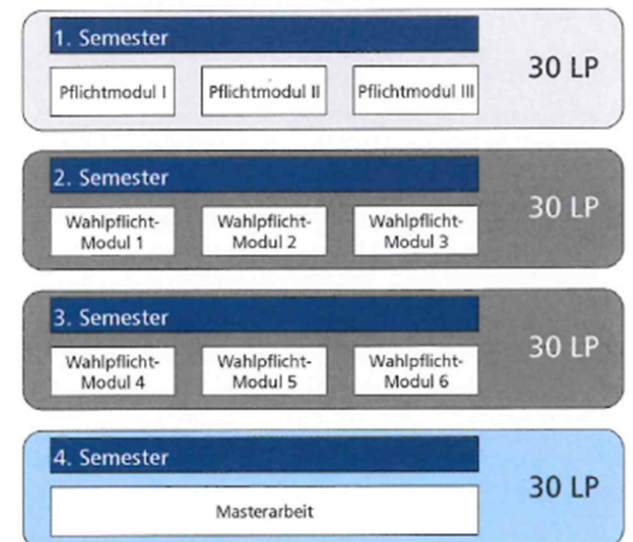 1. Semester
30 LP
Pflichtmodul I
Pflichtmodul II
Pflichtmodul III
2. Semester
30 LP
Wahlpflicht-
Modul 1
Wahlpflicht-
Modul 2
Wahlpflicht-
Modul 3
3. Semester
30 LP
Wahlpflicht-
Modul 4
Wahlpflicht-
Modul 5
Wahlpflicht-
Modul 6
4. Semester
30 LP
Masterarbeit